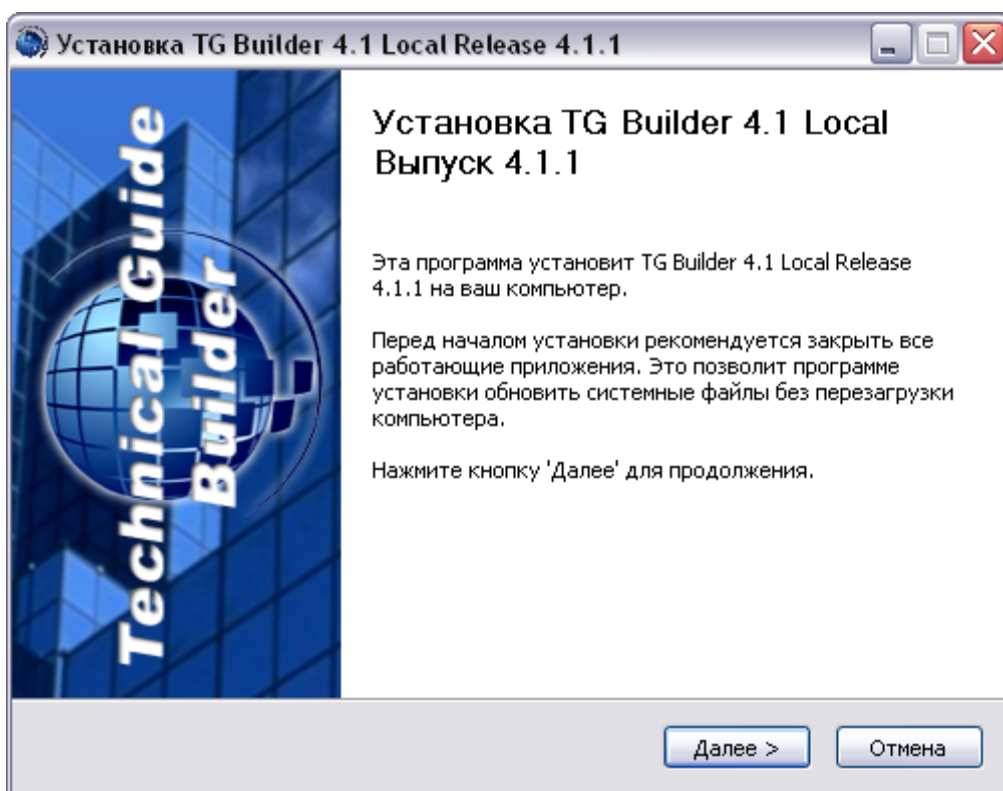 Установка TG Builder 4.1 Local Release 4.1.1
Technical Guide
Builder
Установка TG Builder 4.1 Local
Выпуск 4.1.1
Эта программа установит TG Builder 4.1 Local Release
4.1.1 на ваш компьютер.
Перед началом установки рекомендуется закрыть все
работающие приложения. Это позволит программе
установки обновить системные файлы без перезагрузки
компьютера.
Нажмите кнопку 'Далее' для продолжения.
Далее >
Отмена